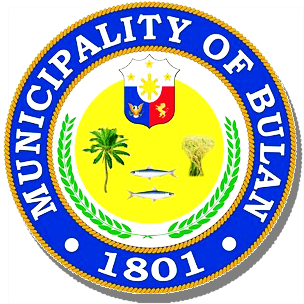 MUNICIPALITY OF BULAN
• 1801 •